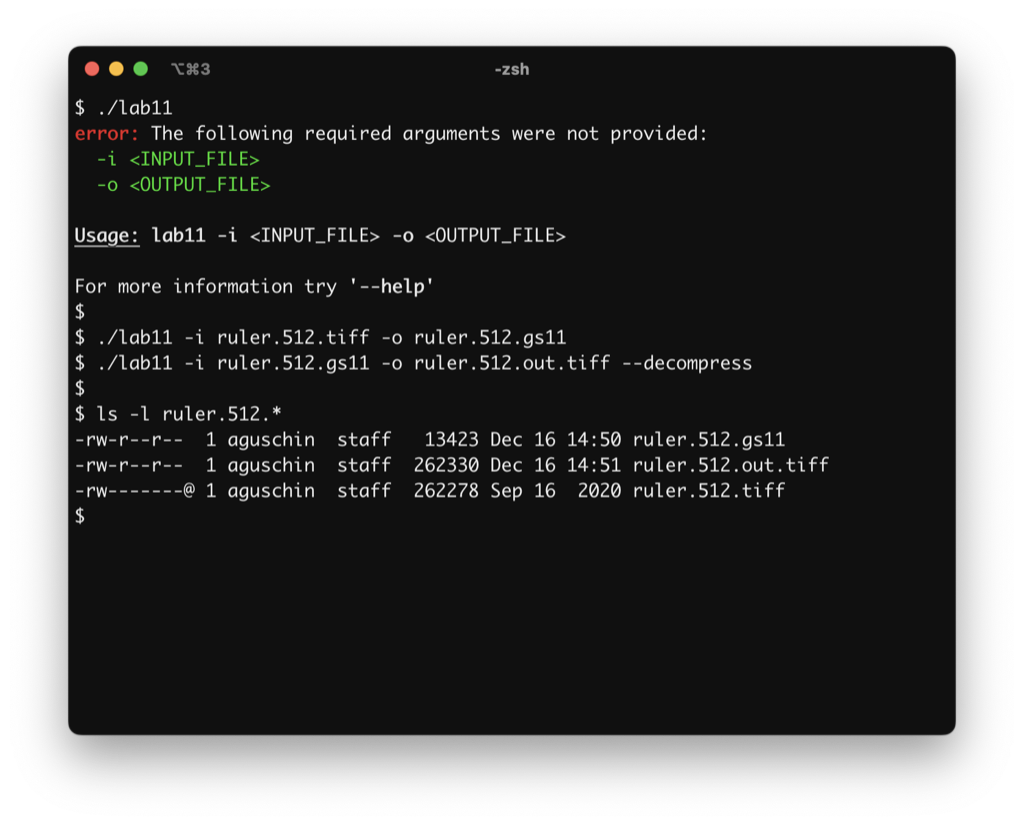 ⌥⌘3
-zsh
$ ./lab11
error: The following required arguments were not provided:
  -i <INPUT_FILE>
  -o <OUTPUT_FILE>
Usage: lab11 -i <INPUT_FILE> -o <OUTPUT_FILE>
For more information try '--help'
$
$ ./lab11 -i ruler.512.tiff -o ruler.512.gs11
$ ./lab11 -i ruler.512.gs11 -o ruler.512.out.tiff --decompress
$
$ ls -l ruler.512.*
-rw-r--r--  1 aguschin  staff   13423 Dec 16 14:50 ruler.512.gs11
-rw-r--r--  1 aguschin  staff  262330 Dec 16 14:51 ruler.512.out.tiff
-rw-------@ 1 aguschin  staff  262278 Sep 16  2020 ruler.512.tiff
$